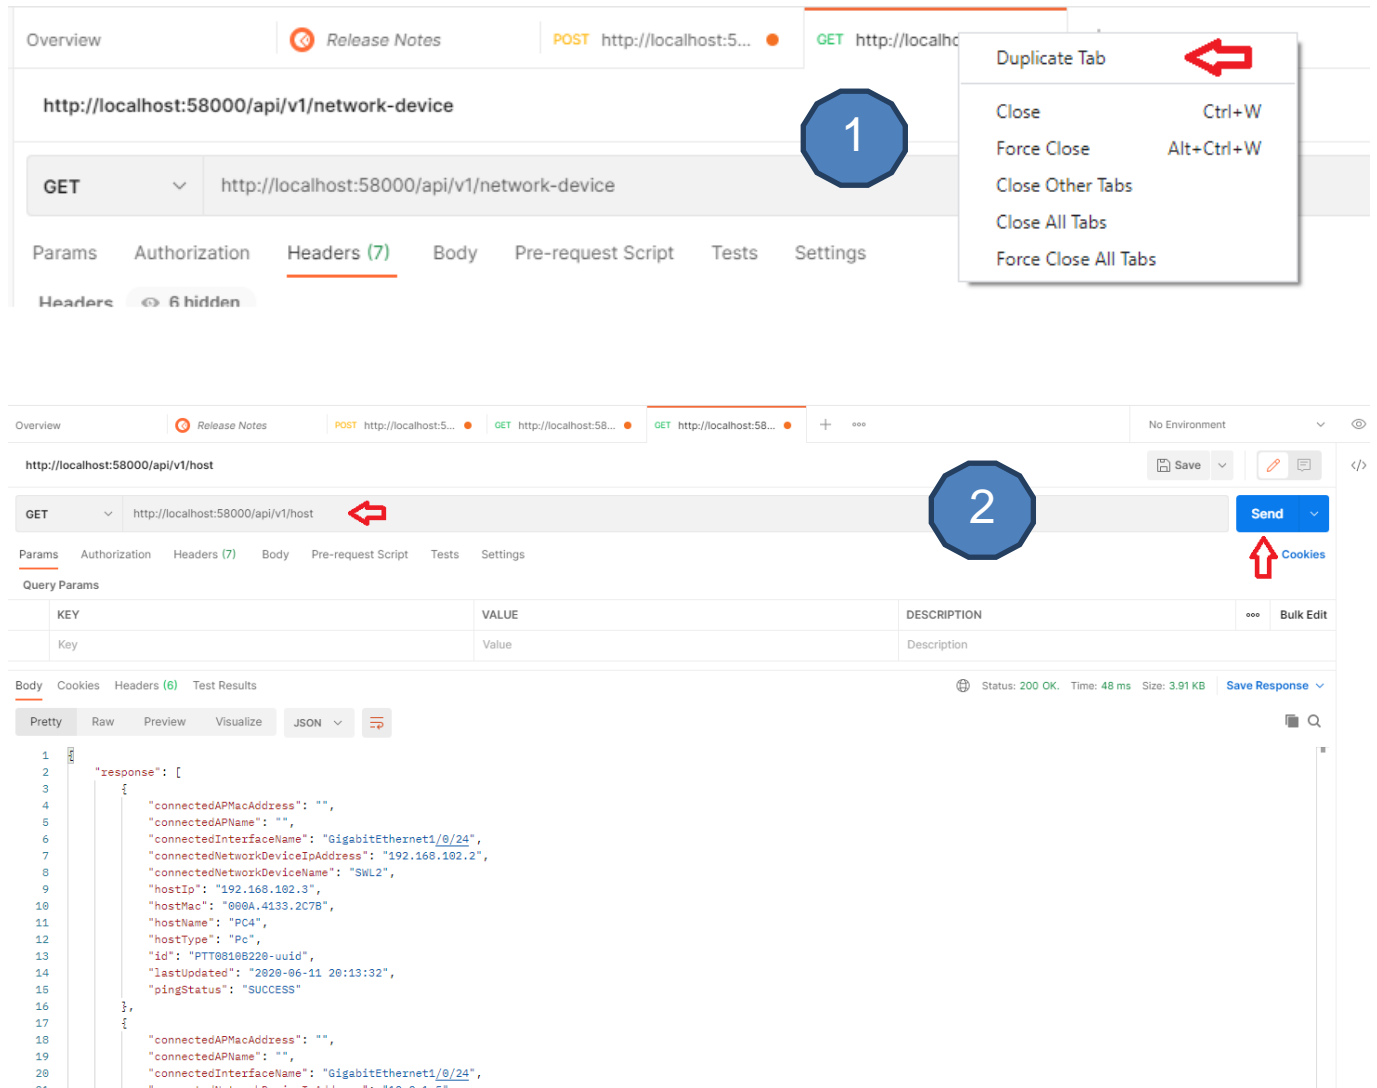 Overview Release Notes POST http://localhost:5... GET http://localho
Duplicate Tab
http://localhost:58000/api/v1/network-device
Close Ctrl+W
1
Force Close Alt+Ctrl+W
GET http://localhost:58000/api/v1/network-device
Close Other Tabs
Close All Tabs
Params Authorization Headers (7) Body Pre-request Script Tests Settings
Force Close All Tabs
Headers 6 hidden
Overview Release Notes POST http://localhost:5... GET http://localhost:58... GET http://localhost:58... No Environment
http://localhost:58000/api/v1/host Save </>
GET http://localhost:58000/api/v1/host 2 Send
Params Authorization Headers (7) Body Pre-request Script Tests Settings Cookies
Query Params
KEY VALUE DESCRIPTION Bulk Edit
Key Value Description
Body Cookies Headers (6) Test Results Status: 200 OK. Time: 48 ms Size: 3.91 KB Save Response
Pretty Raw Preview Visualize JSON
1 {
2 "response": [
3 {
4 "connectedAPMacAddress": "",
5 "connectedAPName": "",
6 "connectedInterfaceName": "GigabitEthernet1/0/24",
7 "connectedNetworkDeviceIpAddress": "192.168.102.2",
8 "connectedNetworkDeviceName": "SWL2",
9 "hostIp": "192.168.102.3",
10 "hostMac": "000A.4133.2C7B",
11 "hostName": "PC4",
12 "hostType": "Pc",
13 "id": "PTT0810B220-uuid",
14 "lastUpdated": "2020-06-11 20:13:32",
15 "pingStatus": "SUCCESS"
16 },
17 {
18 "connectedAPMacAddress": "",
19 "connectedAPName": "",
20 "connectedInterfaceName": "GigabitEthernet1/0/24",